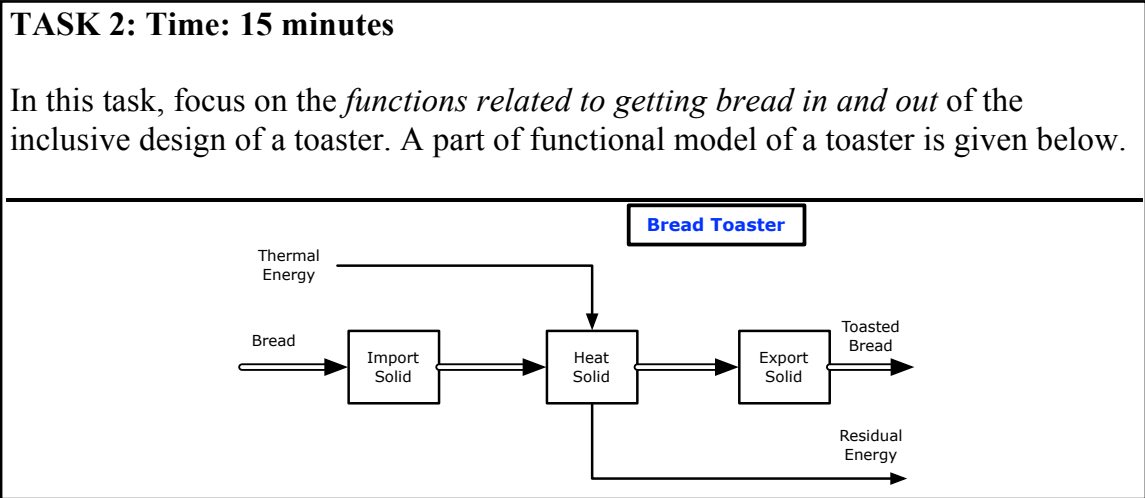 TASK 2: Time: 15 minutes
In this task, focus on the functions related to getting bread in and out of the
inclusive design of a toaster. A part of functional model of a toaster is given below.
Bread Toaster
Thermal
Energy
Bread
Import
Solid
Heat
Solid
Export
Solid
Toasted
Bread
Residual
Energy